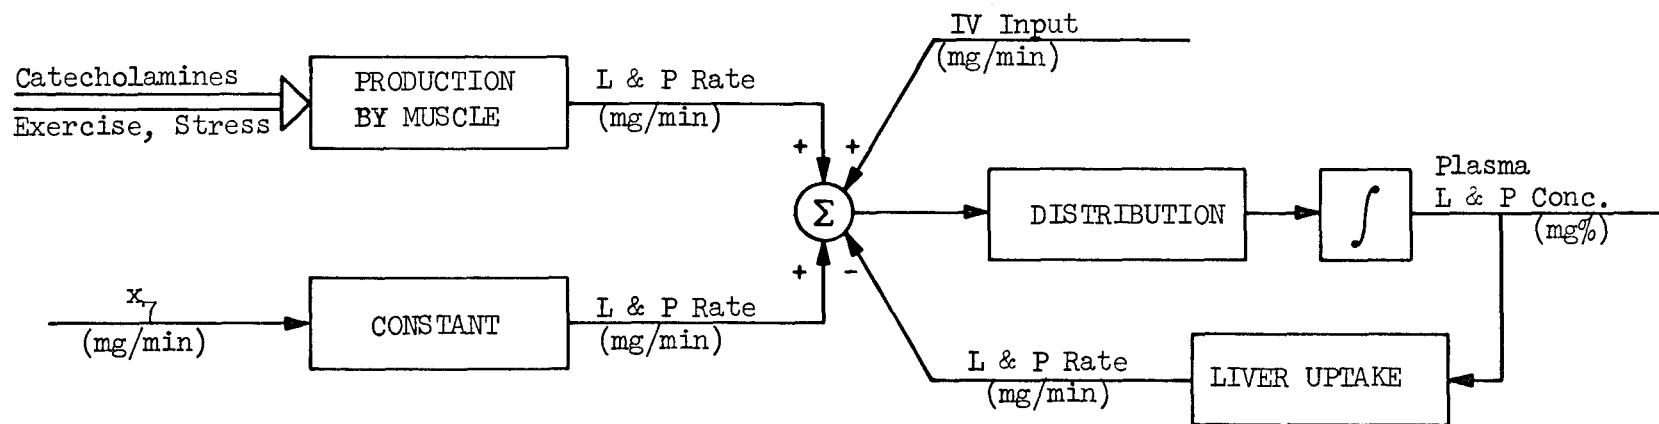 IV Input
(mg/min)
Catecholamines
Exercise, Stress
PRODUCTION
BY MUSCLE
L & P Rate
(mg/min)
+
+
Σ
+
-
DISTRIBUTION
∫
Plasma
L & P Conc.
(mg%)
x7
(mg/min)
CONSTANT
L & P Rate
(mg/min)
L & P Rate
(mg/min)
LIVER UPTAKE